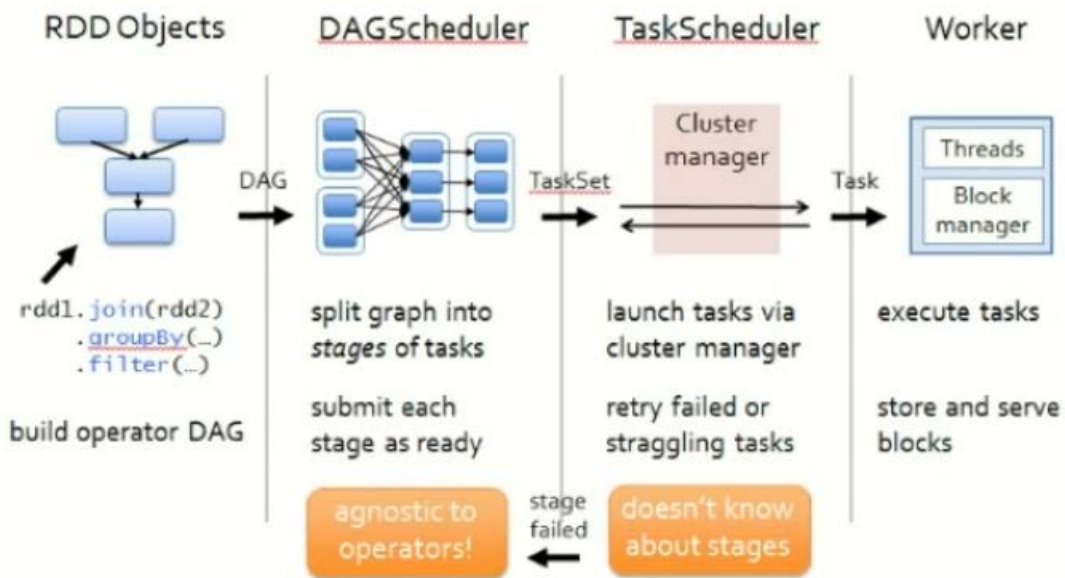 RDD Objects
DAGScheduler
TaskScheduler
Worker
DAG
TaskSet
Cluster
manager
Task
Threads
Block
manager
rdd1.join(rdd2)
.groupBy(…)
.filter(…)
build operator DAG
split graph into
stages of tasks
submit each
stage as ready
launch tasks via
cluster manager
retry failed or
straggling tasks
execute tasks
store and serve
blocks
agnostic to
operators!
stage
failed
doesn't know
about stages